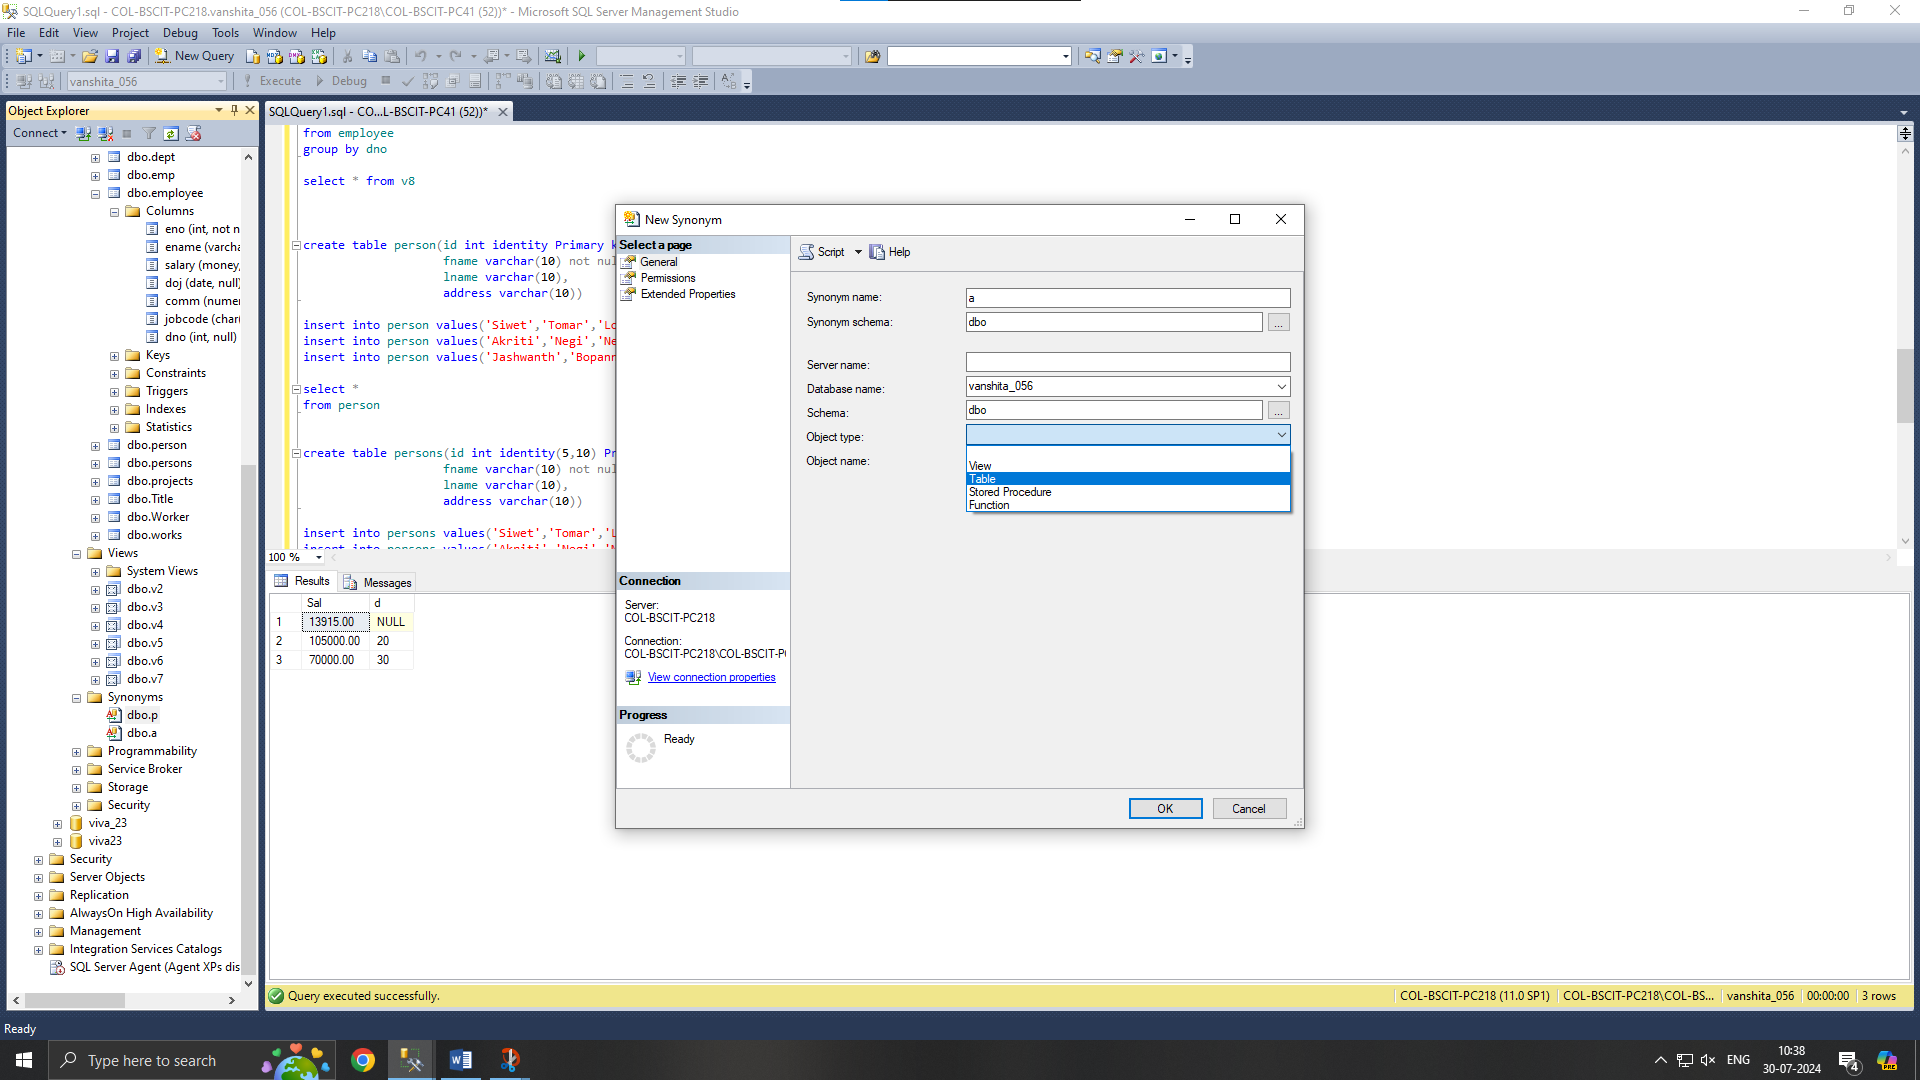 SQLQuery1.sql - COL-BSCIT-PC218.vanshita_056 (COL-BSCIT-PC218\COL-BSCIT-PC41 (52))* - Microsoft SQL Server Management Studio
File Edit View Project Debug Tools Window Help
New Query
vanshita_056 Execute Debug
Object Explorer
Connect
dbo.dept
dbo.emp
dbo.employee
Columns
eno (int, not n
ename (varcha
salary (money,
doj (date, null)
comm (numer
jobcode (char(
dno (int, null)
Keys
Constraints
Triggers
Indexes
Statistics
dbo.person
dbo.persons
dbo.projects
dbo.Title
dbo.Worker
dbo.works
Views
System Views
dbo.v2
dbo.v3
dbo.v4
dbo.v5
dbo.v6
dbo.v7
Synonyms
dbo.p
dbo.a
Programmability
Service Broker
Storage
Security
viva_23
viva23
Security
Server Objects
Replication
AlwaysOn High Availability
Management
Integration Services Catalogs
SQL Server Agent (Agent XPs dis
SQLQuery1.sql - CO...L-BSCIT-PC41 (52))*
from employee
group by dno
select * from v8
create table person(id int identity Primary k
fname varchar(10) not nul
lname varchar(10),
address varchar(10))
insert into person values('Siwet','Tomar','Lo
insert into person values('Akriti','Negi','Ne
insert into person values('Jashwanth','Bopann
select *
from person
create table persons(id int identity(5,10) Pr
fname varchar(10) not nul
lname varchar(10),
address varchar(10))
insert into persons values('Siwet','Tomar','L
insert into persons values('Akriti','Negi','N
100 %
Results Messages
Sal d
1 13915.00 NULL
2 105000.00 20
3 70000.00 30
New Synonym
Select a page
General
Permissions
Extended Properties
Script Help
Synonym name: a
Synonym schema: dbo ...
Server name:
Database name: vanshita_056
Schema: dbo ...
Object type:
Object name:
View
Table
Stored Procedure
Function
Connection
Server:
COL-BSCIT-PC218
Connection:
COL-BSCIT-PC218\COL-BSCIT-P
View connection properties
Progress
Ready
OK Cancel
Query executed successfully. COL-BSCIT-PC218 (11.0 SP1) COL-BSCIT-PC218\COL-BS... vanshita_056 00:00:00 3 rows
Ready
Type here to search
ENG
10:38
30-07-2024
4
PRE